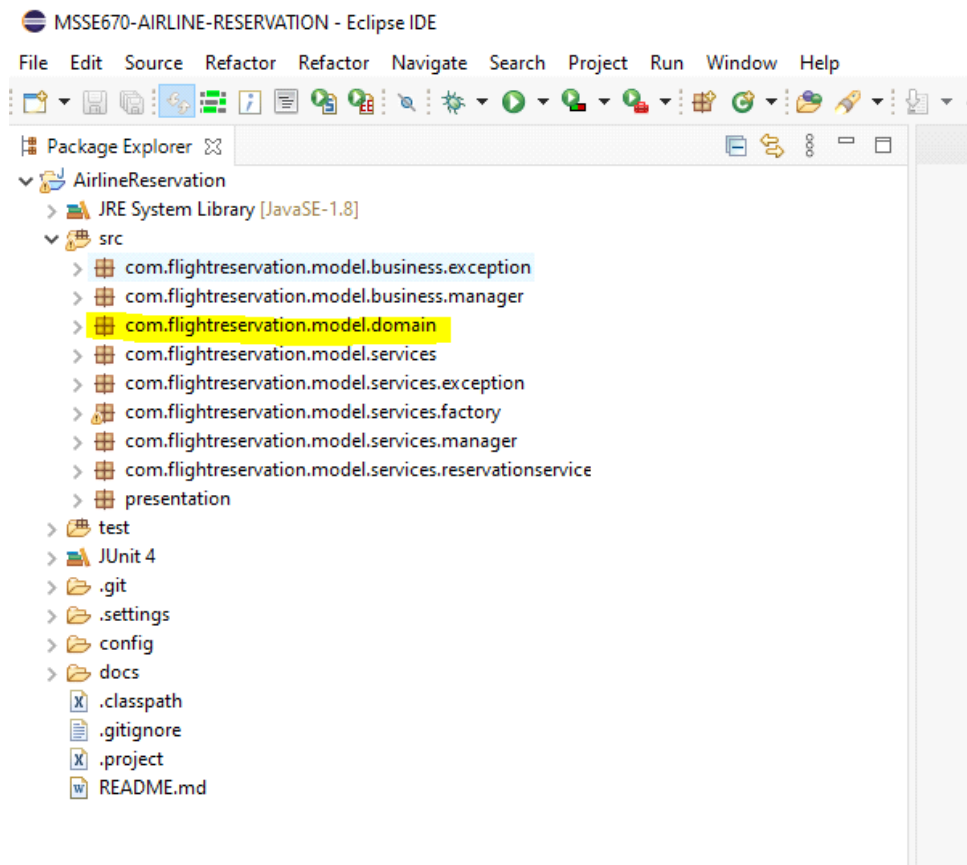 MSSE670-AIRLINE-RESERVATION - Eclipse IDE
File Edit Source Refactor Refactor Navigate Search Project Run Window Help
Package Explorer
AirlineReservation
JRE System Library [JavaSE-1.8]
src
com.flightreservation.model.business.exception
com.flightreservation.model.business.manager
com.flightreservation.model.domain
com.flightreservation.model.services
com.flightreservation.model.services.exception
com.flightreservation.model.services.factory
com.flightreservation.model.services.manager
com.flightreservation.model.services.reservationservice
presentation
test
JUnit 4
.git
.settings
config
docs
.classpath
.gitignore
.project
README.md